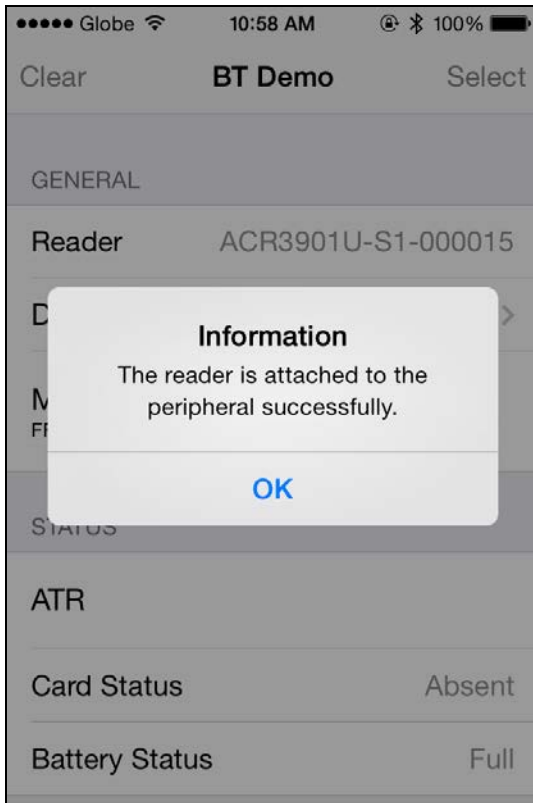 Globe 10:58 AM 100%
Clear BT Demo Select
GENERAL
Reader ACR3901U-S1-000015
Information
The reader is attached to the
peripheral successfully.
OK
STATUS
ATR
Card Status Absent
Battery Status Full